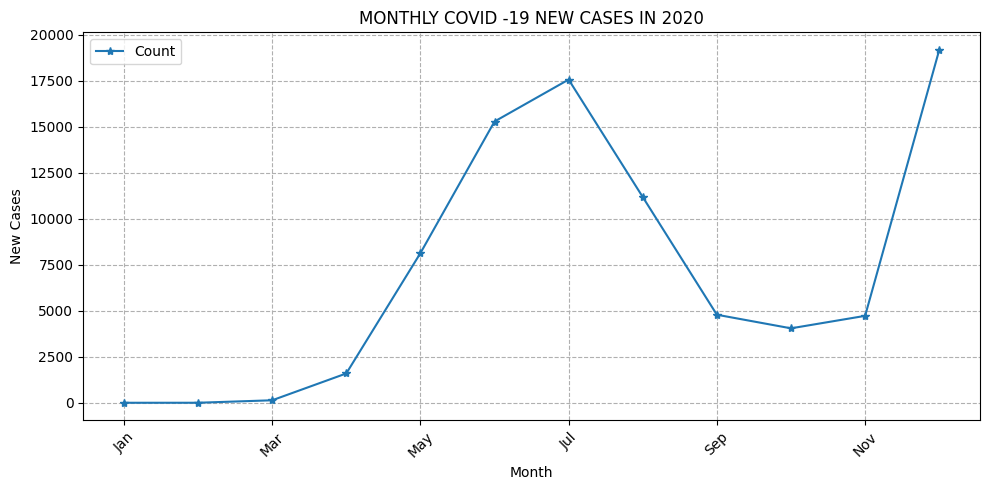 MONTHLY COVID -19 NEW CASES IN 2020
Count
20000
17500
15000
12500
10000
7500
5000
2500
0
New Cases
Jan
Mar
May
Jul
Sep
Nov
Month